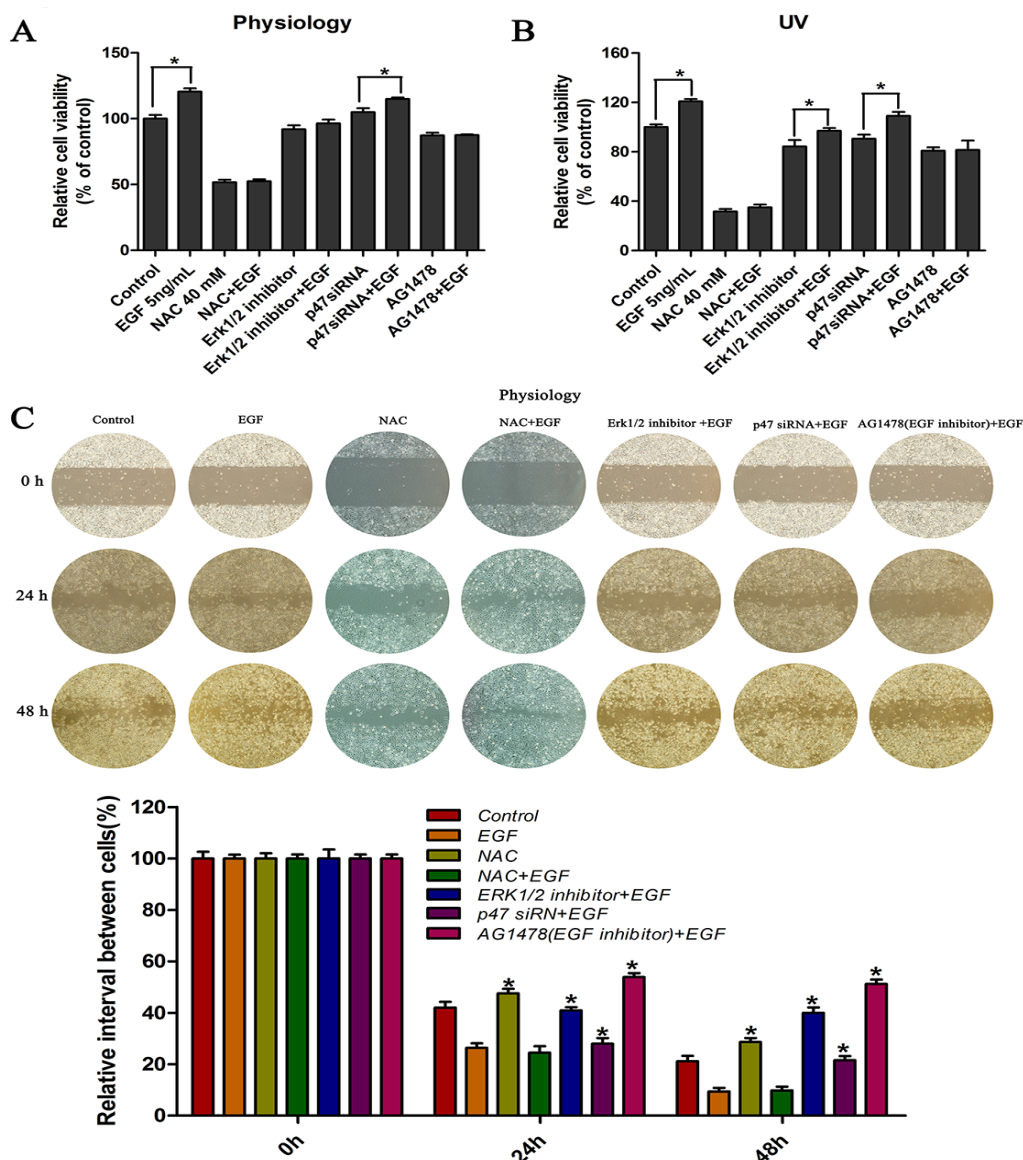 A
Physiology
Relative cell viability
(% of control)
150
100
50
0
*
*
Control
EGF 5ng/mL
NAC 40 mM
NAC+EGF
Erk1/2 inhibitor
Erk1/2 inhibitor+EGF
p47siRNA
p47siRNA+EGF
AG1478
AG1478+EGF
B
UV
Relative cell viability
(% of control)
160
120
80
40
0
*
*
*
Control
EGF 5ng/mL
NAC 40 mM
NAC+EGF
Erk1/2 inhibitor
Erk1/2 inhibitor+EGF
p47siRNA
p47siRNA+EGF
AG1478
AG1478+EGF
C
Physiology
Control
EGF
NAC
NAC+EGF
Erk1/2 inhibitor +EGF
p47 siRNA+EGF
AG1478(EGF inhibitor)+EGF
0 h
24 h
48 h
Relative interval between cells(%)
120
100
80
60
40
20
0
Control
EGF
NAC
NAC+EGF
ERK1/2 inhibitor+EGF
p47 siRN+EGF
AG1478(EGF inhibitor)+EGF
*
*
*
*
*
*
*
*
0h
24h
48h